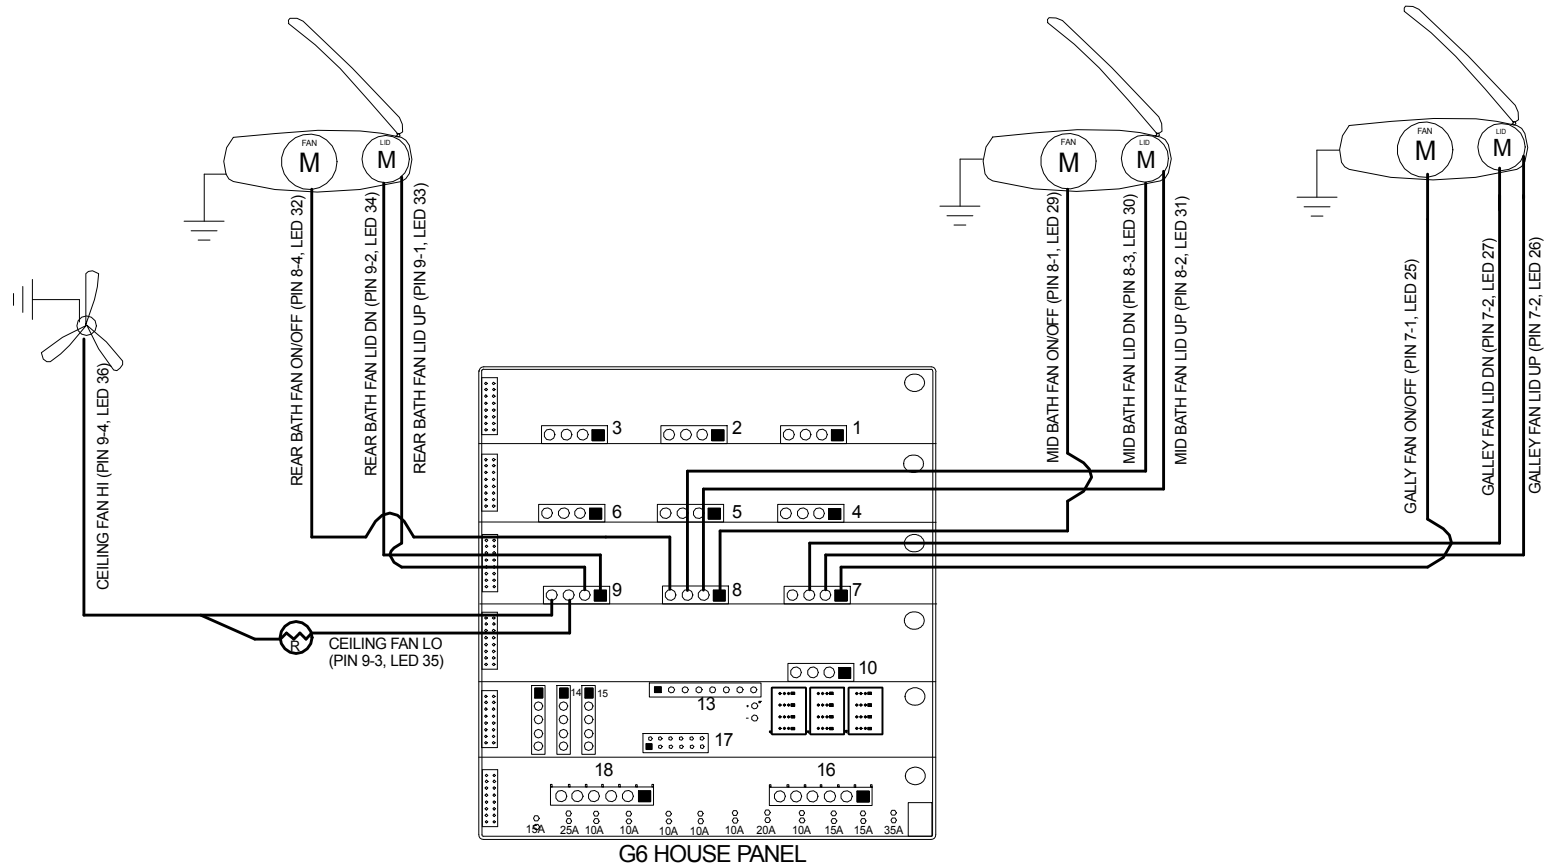 FAN
M
LID
M
FAN
M
LID
M
FAN
M
LID
M
REAR BATH FAN ON/OFF (PIN 8-4, LED 32)
REAR BATH FAN LID DN (PIN 9-2, LED 34)
REAR BATH FAN LID UP (PIN 9-1, LED 33)
MID BATH FAN ON/OFF (PIN 8-1, LED 29)
MID BATH FAN LID DN (PIN 8-3, LED 30)
MID BATH FAN LID UP (PIN 8-2, LED 31)
GALLY FAN ON/OFF (PIN 7-1, LED 25)
GALLEY FAN LID DN (PIN 7-2, LED 27)
GALLEY FAN LID UP (PIN 7-2, LED 26)
CEILING FAN HI (PIN 9-4, LED 36)
3
2
1
6
5
4
9
8
7
R
CEILING FAN LO
(PIN 9-3, LED 35)
10
14
15
13
17
18
16
15A
25A
10A
10A
10A
10A
10A
20A
10A
15A
15A
35A
G6 HOUSE PANEL